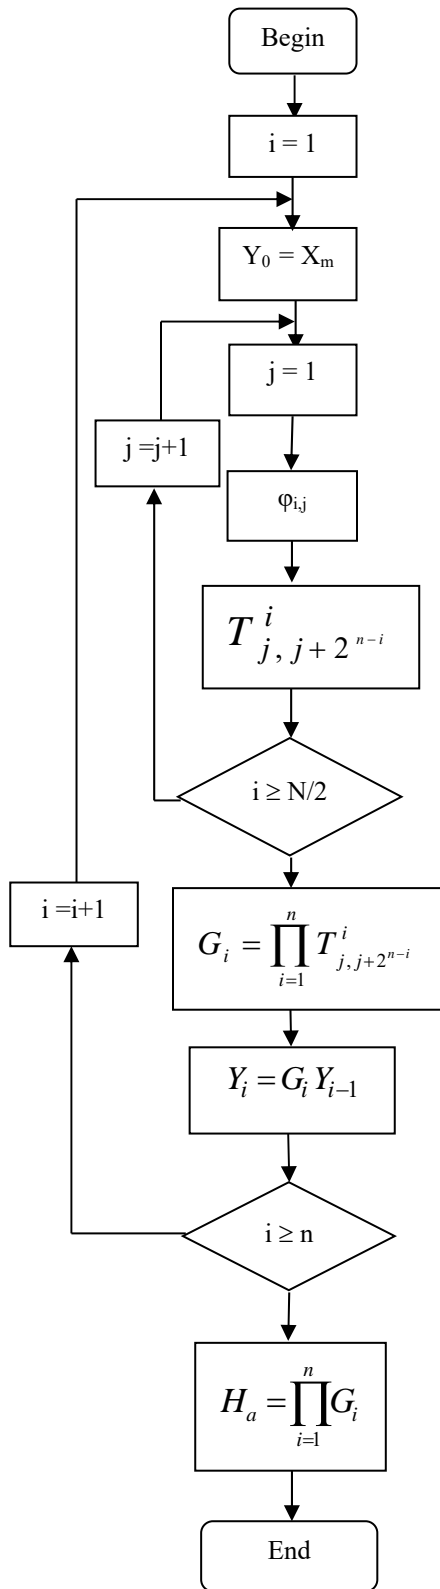 Begin
i = 1
Y₀ = Xₘ
j = 1
j =j+1
φᵢ,ⱼ
T^i_{j, j+2^{n-i}}
i ≥ N/2
i =i+1
G_i = ∏_{i=1}^{n} T^i_{j, j+2^{n-i}}
Y_i = G_i Y_{i-1}
i ≥ n
H_a = ∏_{i=1}^{n} G_i
End